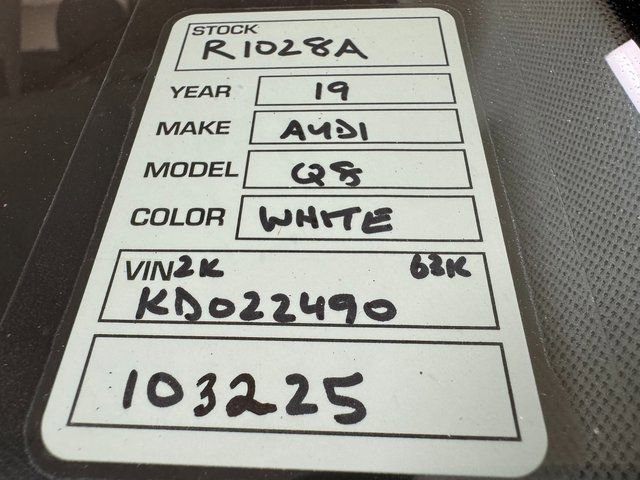 STOCK
R1028A
YEAR 19
MAKE AUDI
MODEL Q8
COLOR WHITE
VIN 2K 63K
KD022490
103225